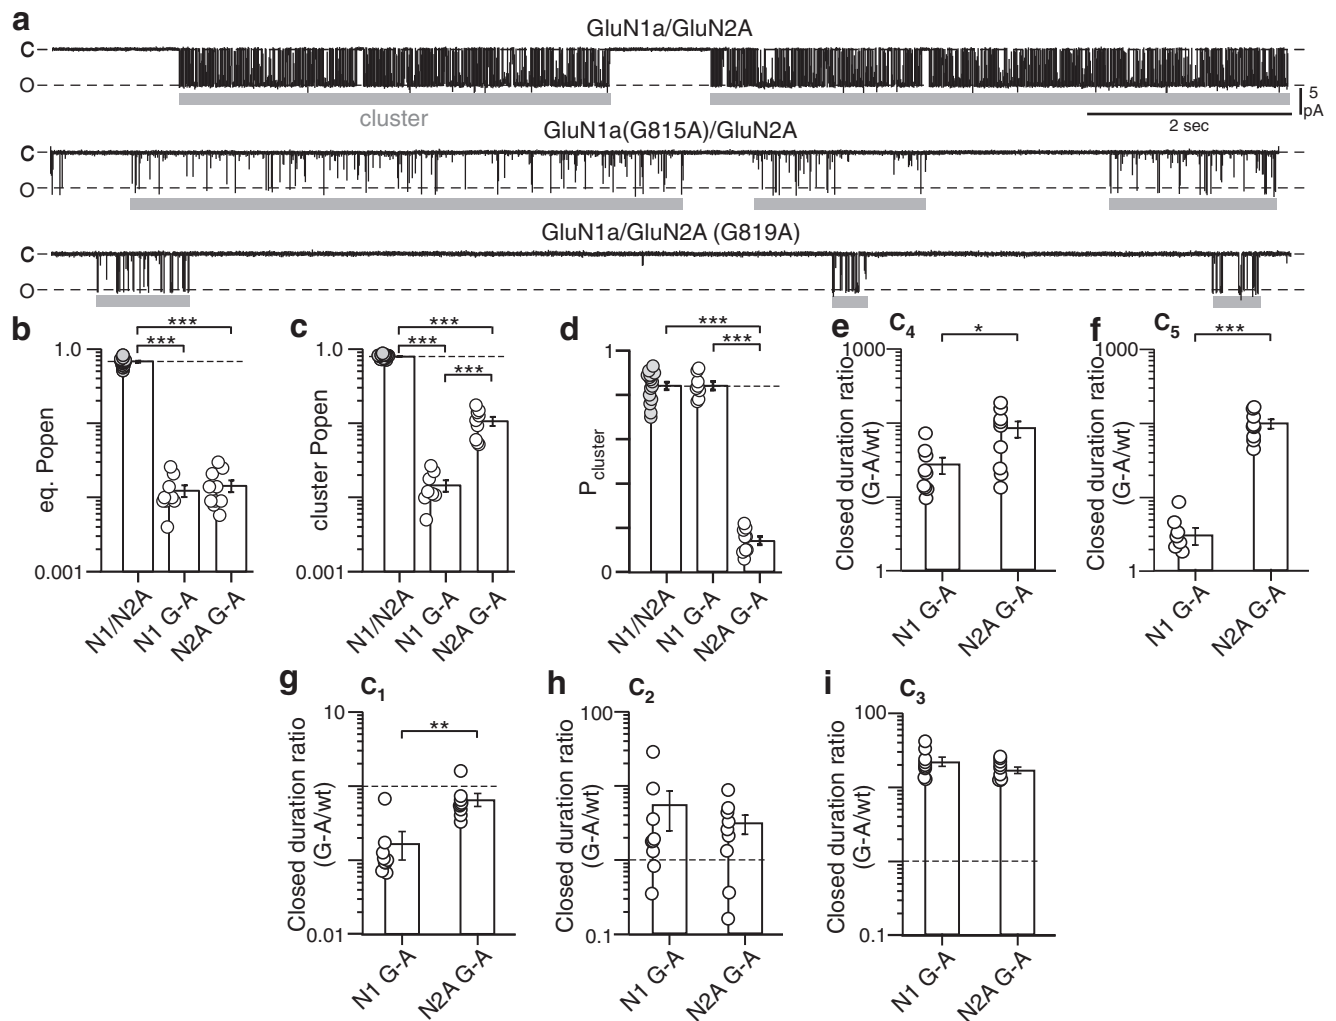 a
GluN1a/GluN2A
C
O
cluster
5
pA
2 sec
GluN1a(G815A)/GluN2A
C
O
GluN1a/GluN2A (G819A)
C
O
b
***
***
1.0
eq. Popen
0.001
N1/N2A
N1 G-A
N2A G-A
c
***
***
***
1.0
cluster Popen
0.001
N1/N2A
N1 G-A
N2A G-A
d
***
***
1
Pcluster
0
N1/N2A
N1 G-A
N2A G-A
e
C4
*
1000
Closed duration ratio
(G-A/wt)
1
N1 G-A
N2A G-A
f
C5
***
1000
Closed duration ratio
(G-A/wt)
1
N1 G-A
N2A G-A
g
C1
**
10
Closed duration ratio
(G-A/wt)
0.01
N1 G-A
N2A G-A
h
C2
100
Closed duration ratio
(G-A/wt)
0.1
N1 G-A
N2A G-A
i
C3
100
Closed duration ratio
(G-A/wt)
0.1
N1 G-A
N2A G-A